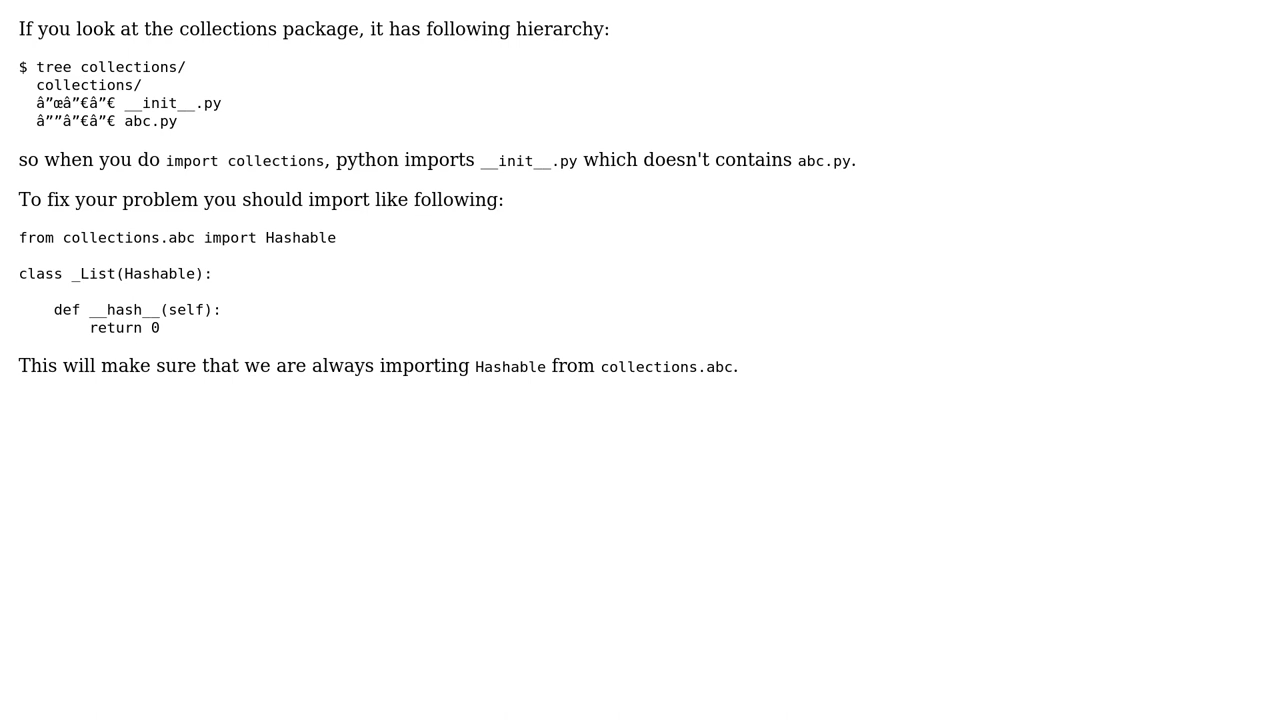 If you look at the collections package, it has following hierarchy:
$ tree collections/
  collections/
  â”œâ”€â”€ __init__.py
  â””â”€â”€ abc.py
so when you do import collections, python imports __init__.py which doesn't contains abc.py.
To fix your problem you should import like following:
from collections.abc import Hashable
class _List(Hashable):
    def __hash__(self):
        return 0
This will make sure that we are always importing Hashable from collections.abc.